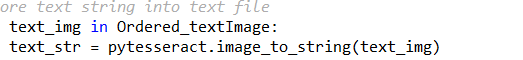 ore text string into text file
text_img in Ordered_textImage:
text_str = pytesseract.image_to_string(text_img)